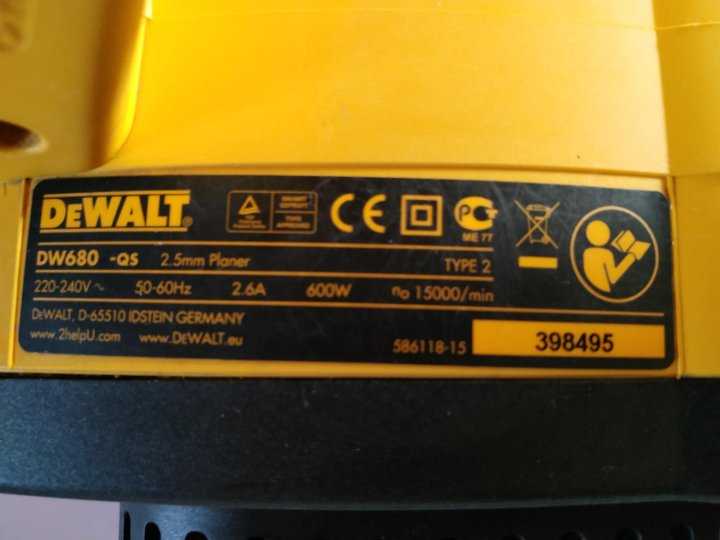 DEWALT®
CE
ME 77
DW680 -QS 2.5mm Planer TYPE 2
220-240V ~ 50-60Hz 2.6A 600W n₀ 15000/min
DEWALT, D-65510 IDSTEIN GERMANY
www.2helpU.com www.DEWALT.eu 586118-15 398495